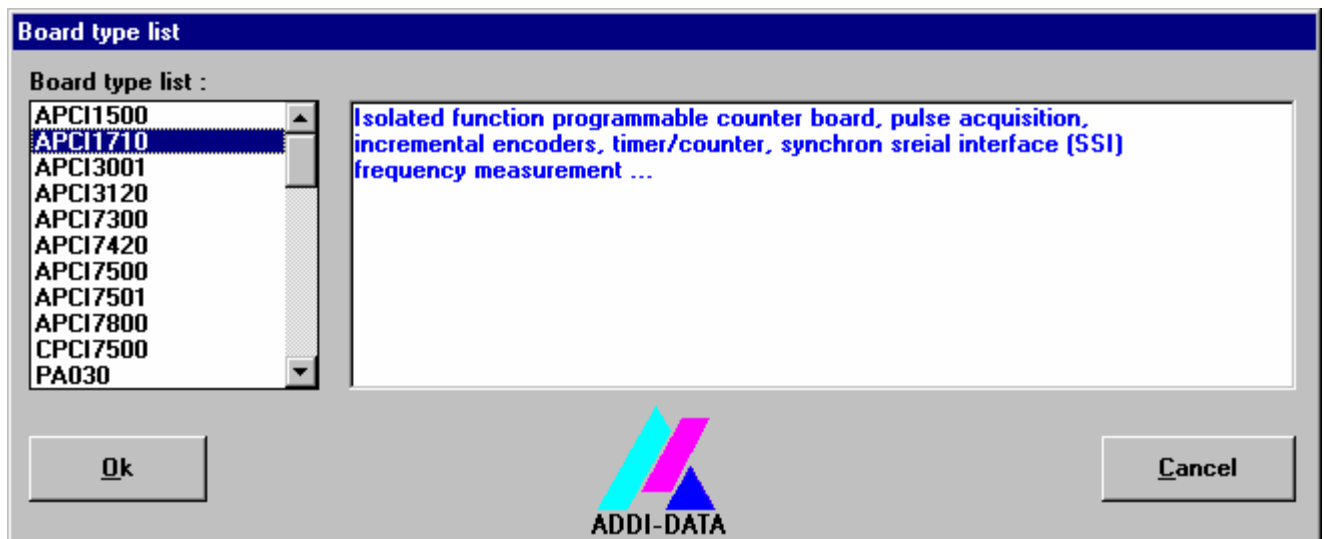 Board type list
Board type list :
APCI1500
APCI1710
APCI3001
APCI3120
APCI7300
APCI7420
APCI7500
APCI7501
APCI7800
CPCI7500
PA030
Isolated function programmable counter board, pulse acquisition,
incremental encoders, timer/counter, synchron sreial interface (SSI)
frequency measurement ...
Ok
ADDI-DATA
Cancel